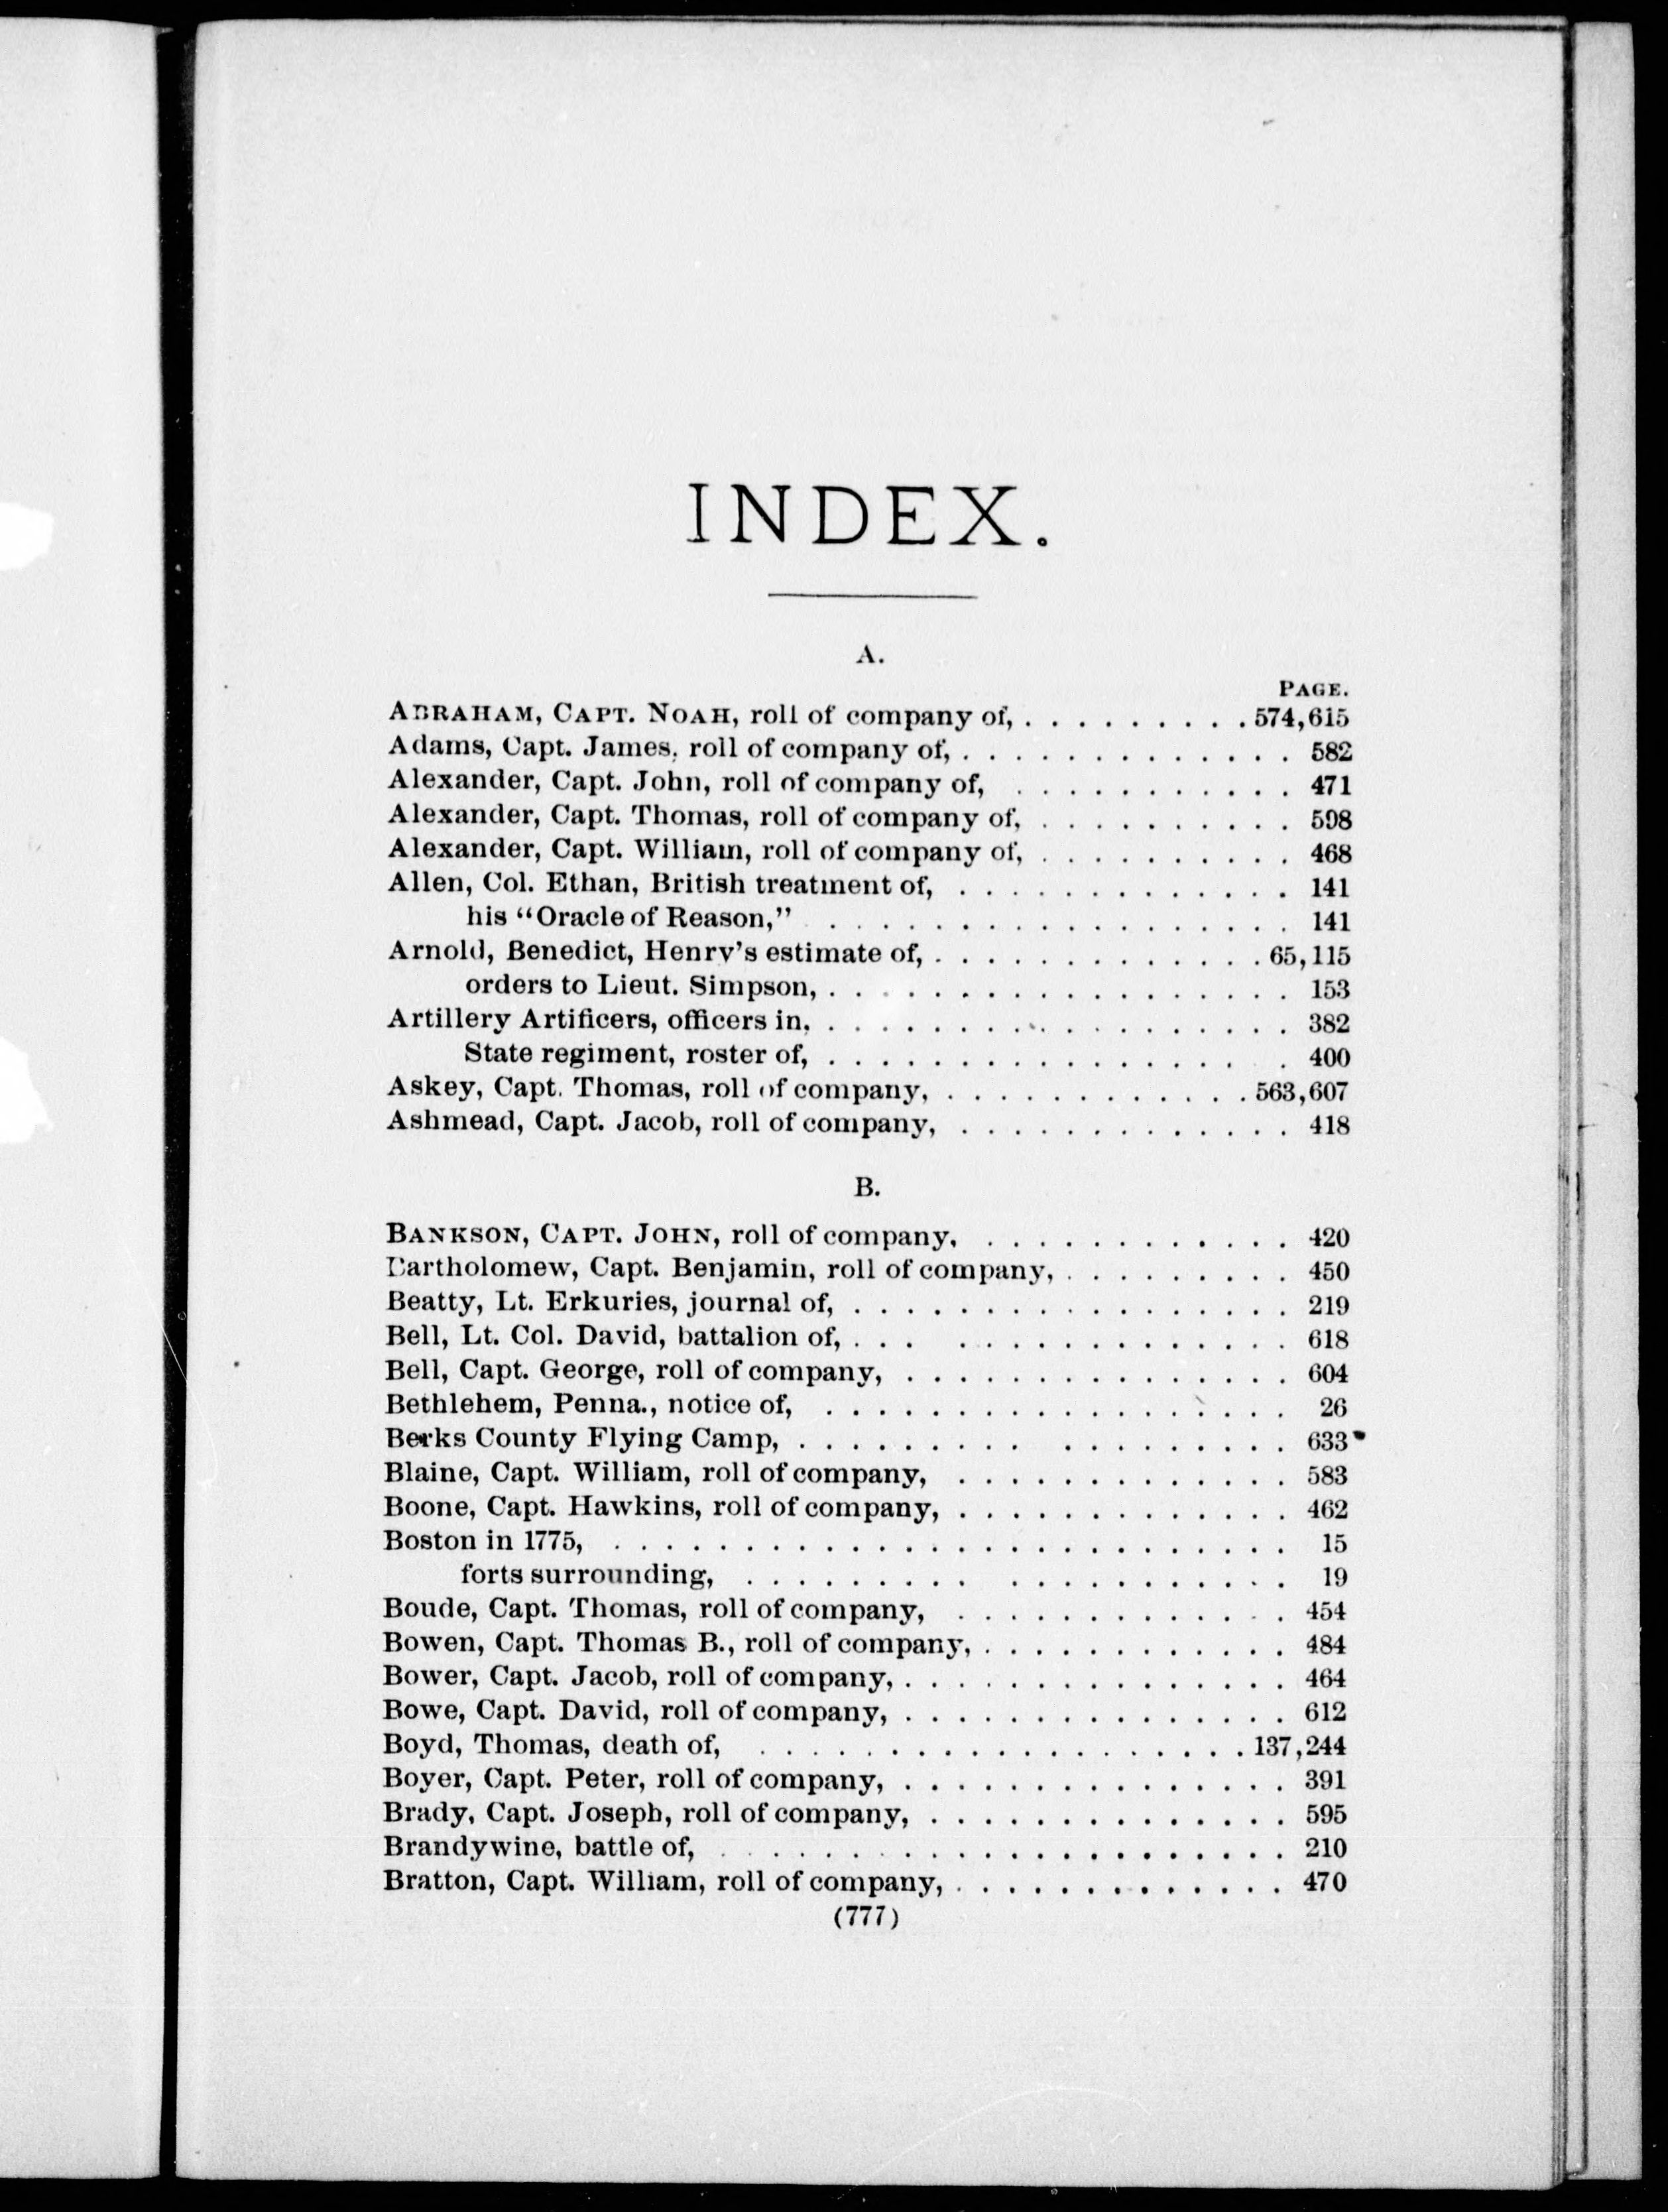 INDEX.
A.
PAGE.
ABRAHAM, CAPT. NOAH, roll of company of, . . . . . . . . . 574,615
Adams, Capt. James, roll of company of, . . . . . . . . . . . . . 582
Alexander, Capt. John, roll of company of, . . . . . . . . . . . 471
Alexander, Capt. Thomas, roll of company of, . . . . . . . . . . 598
Alexander, Capt. William, roll of company of, . . . . . . . . . . 468
Allen, Col. Ethan, British treatment of, . . . . . . . . . . . . . 141
his “Oracle of Reason,” . . . . . . . . . . . . . . . . . . 141
Arnold, Benedict, Henry’s estimate of, . . . . . . . . . . . . . 65,115
orders to Lieut. Simpson, . . . . . . . . . . . . . . . . . . 153
Artillery Artificers, officers in, . . . . . . . . . . . . . . . . . . 382
State regiment, roster of, . . . . . . . . . . . . . . . . . . 400
Askey, Capt. Thomas, roll of company, . . . . . . . . . . . . 563,607
Ashmead, Capt. Jacob, roll of company, . . . . . . . . . . . . . 418
B.
BANKSON, CAPT. JOHN, roll of company, . . . . . . . . . . . . 420
Bartholomew, Capt. Benjamin, roll of company, . . . . . . . . . 450
Beatty, Lt. Erkuries, journal of, . . . . . . . . . . . . . . . . . 219
Bell, Lt. Col. David, battalion of, . . . . . . . . . . . . . . . . 618
Bell, Capt. George, roll of company, . . . . . . . . . . . . . . . 604
Bethlehem, Penna., notice of, . . . . . . . . . . . . . . . . . . 26
Berks County Flying Camp, . . . . . . . . . . . . . . . . . . 633
Blaine, Capt. William, roll of company, . . . . . . . . . . . . . 583
Boone, Capt. Hawkins, roll of company, . . . . . . . . . . . . . 462
Boston in 1775, . . . . . . . . . . . . . . . . . . . . . . . . . . 15
forts surrounding, . . . . . . . . . . . . . . . . . . . . 19
Boude, Capt. Thomas, roll of company, . . . . . . . . . . . . . 454
Bowen, Capt. Thomas B., roll of company, . . . . . . . . . . . . 484
Bower, Capt. Jacob, roll of company, . . . . . . . . . . . . . . . 464
Bowe, Capt. David, roll of company, . . . . . . . . . . . . . . . 612
Boyd, Thomas, death of, . . . . . . . . . . . . . . . . . . . 137,244
Boyer, Capt. Peter, roll of company, . . . . . . . . . . . . . . . 391
Brady, Capt. Joseph, roll of company, . . . . . . . . . . . . . . 595
Brandywine, battle of, . . . . . . . . . . . . . . . . . . . . . . 210
Bratton, Capt. William, roll of company, . . . . . . . . . . . . . 470
(777)